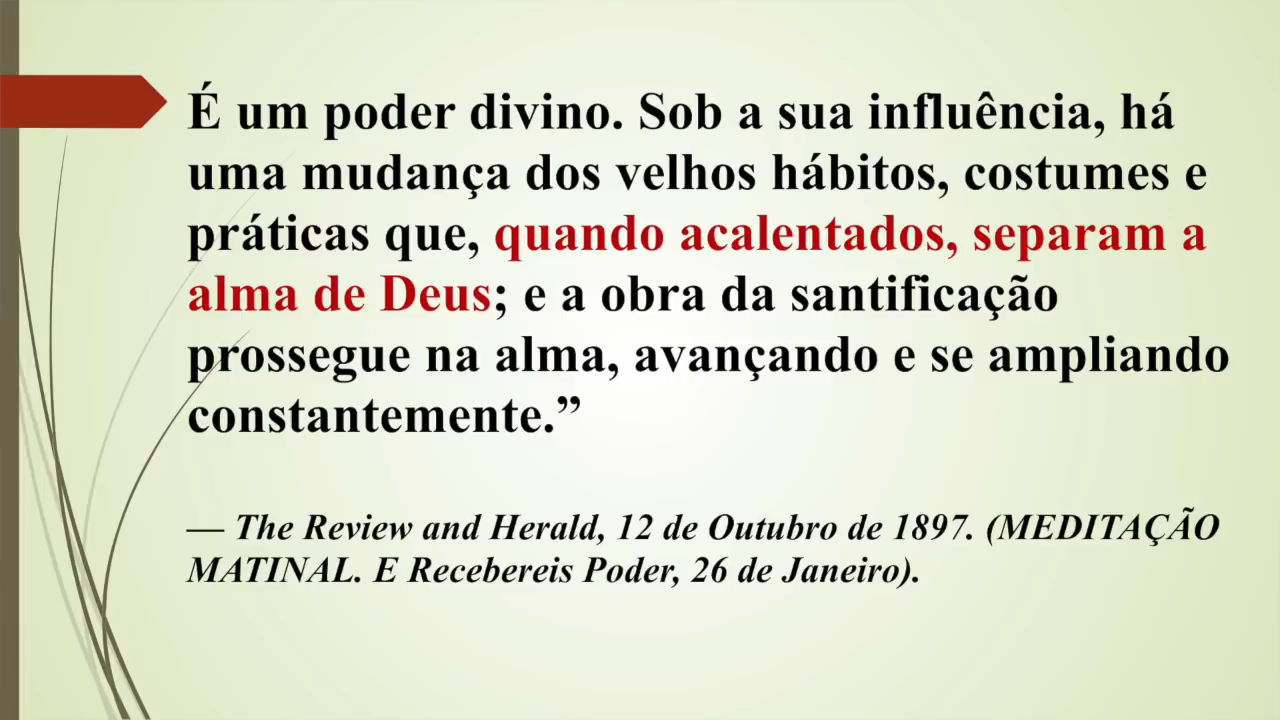 É um poder divino. Sob a sua influência, há
uma mudança dos velhos hábitos, costumes e
práticas que, quando acalentados, separam a
alma de Deus; e a obra da santificação
prossegue na alma, avançando e se ampliando
constantemente.”
— The Review and Herald, 12 de Outubro de 1897. (MEDITAÇÃO
MATINAL. E Recebereis Poder, 26 de Janeiro).